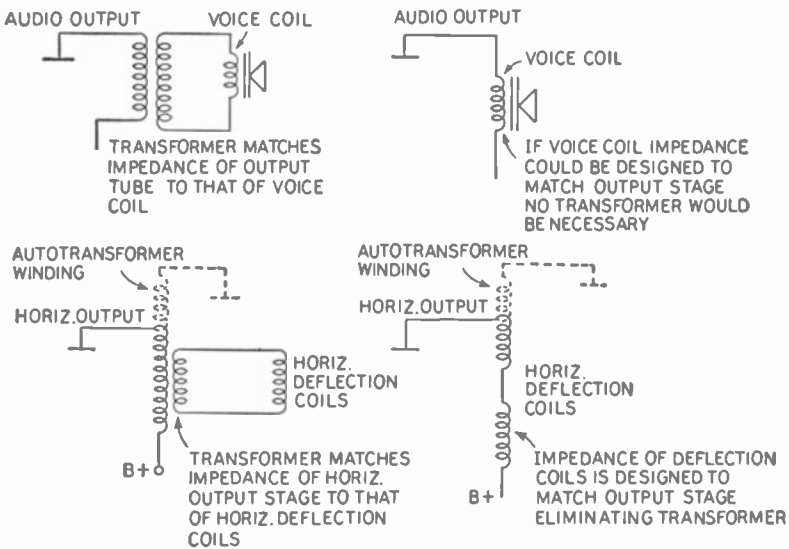 AUDIO OUTPUT
VOICE COIL
TRANSFORMER MATCHES
IMPEDANCE OF OUTPUT
TUBE TO THAT OF VOICE
COIL
AUDIO OUTPUT
VOICE COIL
IF VOICE COIL IMPEDANCE
COULD BE DESIGNED TO
MATCH OUTPUT STAGE
NO TRANSFORMER WOULD
BE NECESSARY
AUTOTRANSFORMER
WINDING
HORIZ. OUTPUT
HORIZ.
DEFLECTION
COILS
B+
TRANSFORMER MATCHES
IMPEDANCE OF HORIZ.
OUTPUT STAGE TO THAT
OF HORIZ. DEFLECTION
COILS
AUTOTRANSFORMER
WINDING
HORIZ. OUTPUT
HORIZ.
DEFLECTION
COILS
B+
IMPEDANCE OF DEFLECTION
COILS IS DESIGNED TO
MATCH OUTPUT STAGE
ELIMINATING TRANSFORMER